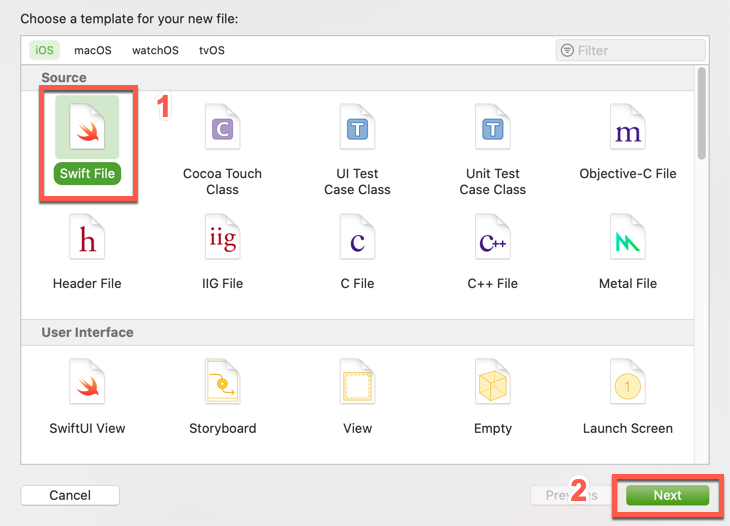 Choose a template for your new file:
iOS macOS watchOS tvOS Filter
Source
1
C T T m
Swift File Cocoa Touch Class UI Test Case Class Unit Test Case Class Objective-C File
h iig c C++
Header File IIG File C File C++ File Metal File
User Interface
1
SwiftUI View Storyboard View Empty Launch Screen
Cancel 2 Next